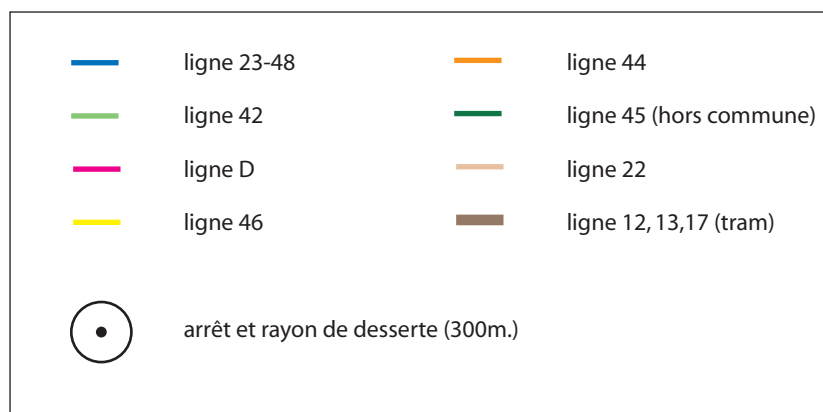 ligne 23-48
ligne 44
ligne 42
ligne 45 (hors commune)
ligne D
ligne 22
ligne 46
ligne 12, 13,17 (tram)
arrêt et rayon de desserte (300m.)